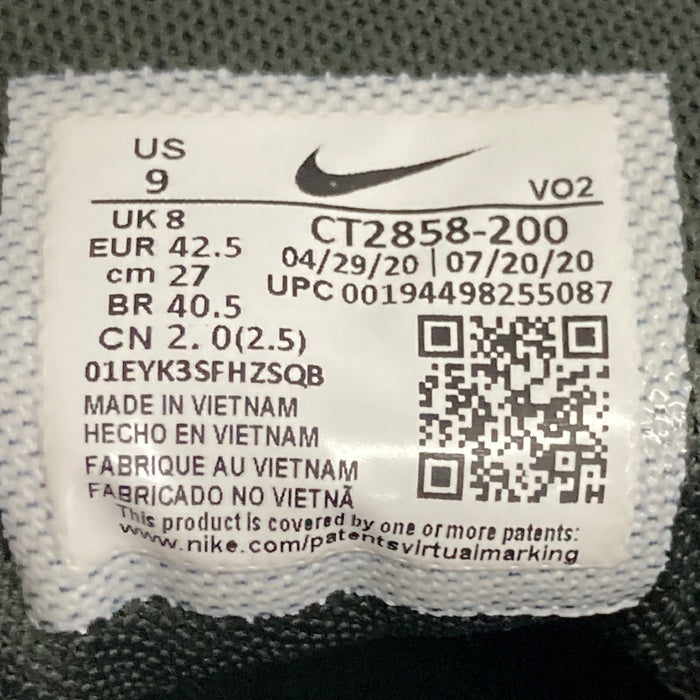 US
9
VO2
UK 8
EUR 42.5
cm 27
BR 40.5
CN 2. 0(2.5)
CT2858-200
04/29/20 | 07/20/20
UPC 00194498255087
01EYK3SFHZSQB
MADE IN VIETNAM
HECHO EN VIETNAM
FABRIQUE AU VIETNAM
FABRICADO NO VIETNÃ
This product is covered by one or more patents:
www.nike.com/patentsvirtualmarking